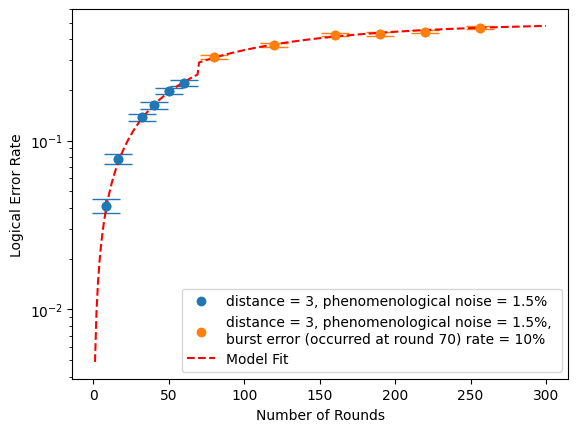 Logical Error Rate
10⁻¹
10⁻²
0
50
100
150
200
250
300
Number of Rounds
distance = 3, phenomenological noise = 1.5%
distance = 3, phenomenological noise = 1.5%,
burst error (occurred at round 70) rate = 10%
Model Fit